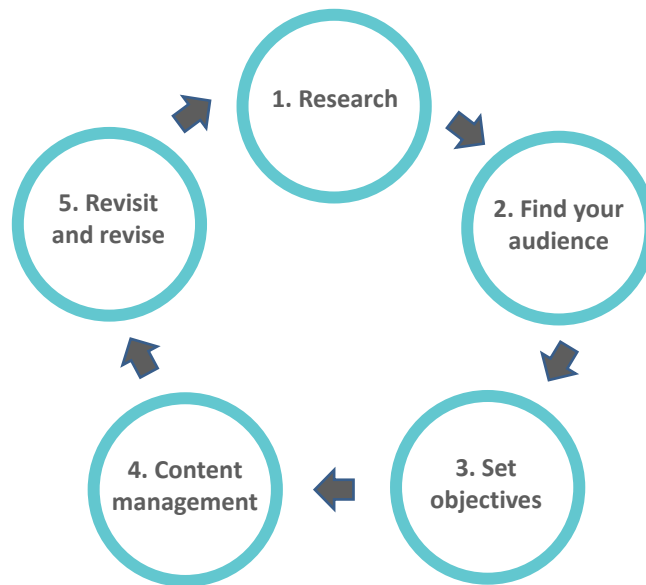 1. Research
2. Find your
audience
3. Set
objectives
4. Content
management
5. Revisit
and revise